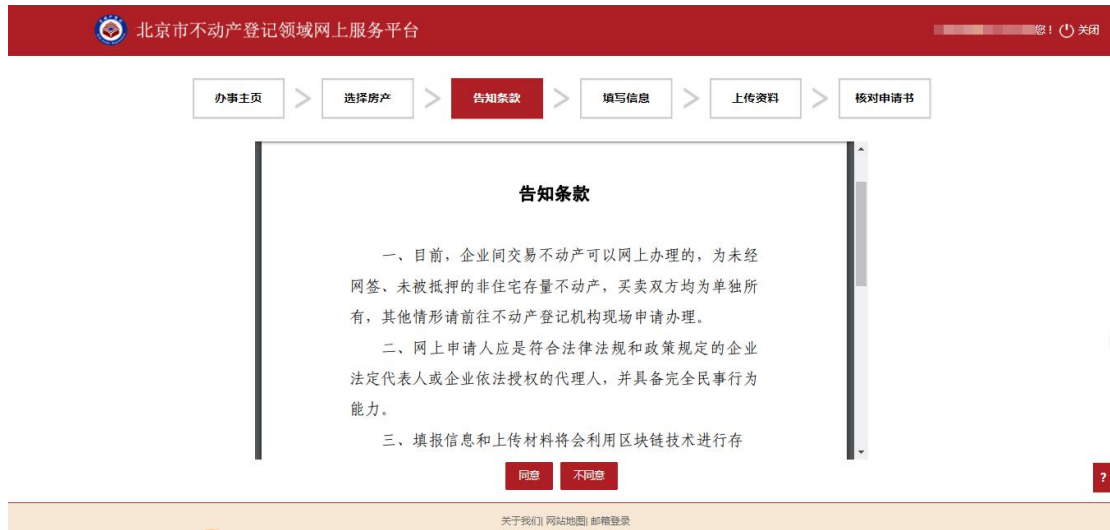 北京市不动产登记领域网上服务平台
您！ 关闭
办事主页 选择房产 告知条款 填写信息 上传资料 核对申请书
告知条款
一、目前，企业间交易不动产可以网上办理的，为未经
网签、未被抵押的非住宅存量不动产，买卖双方均为单独所
有，其他情形请前往不动产登记机构现场申请办理。
二、网上申请人应是符合法律法规和政策规定的企业
法定代表人或企业依法授权的代理人，并具备完全民事行为
能力。
三、填报信息和上传材料将会利用区块链技术进行存
同意 不同意
?
关于我们| 网站地图| 邮箱登录